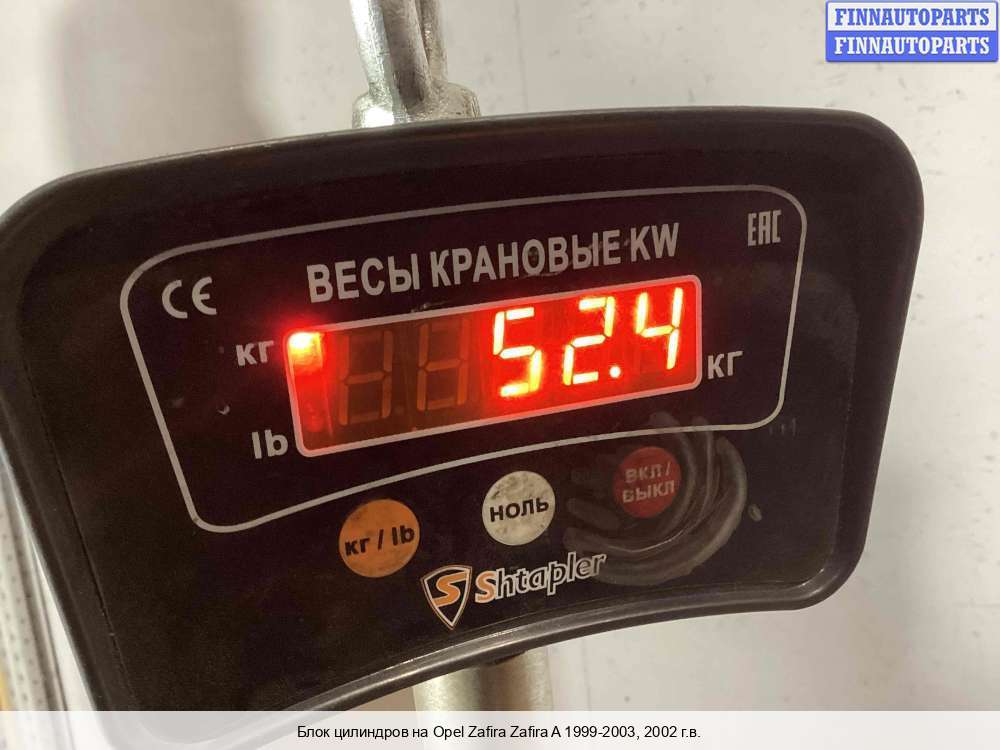 FINNAUTOPARTS
FINNAUTOPARTS
CE
EAC
ВЕСЫ КРАНОВЫЕ KW
кг
52.4
кг
lb
кг / lb
НОЛЬ
ВКЛ /
ВЫКЛ
S Shtapler
Блок цилиндров на Opel Zafira Zafira A 1999-2003, 2002 г.в.